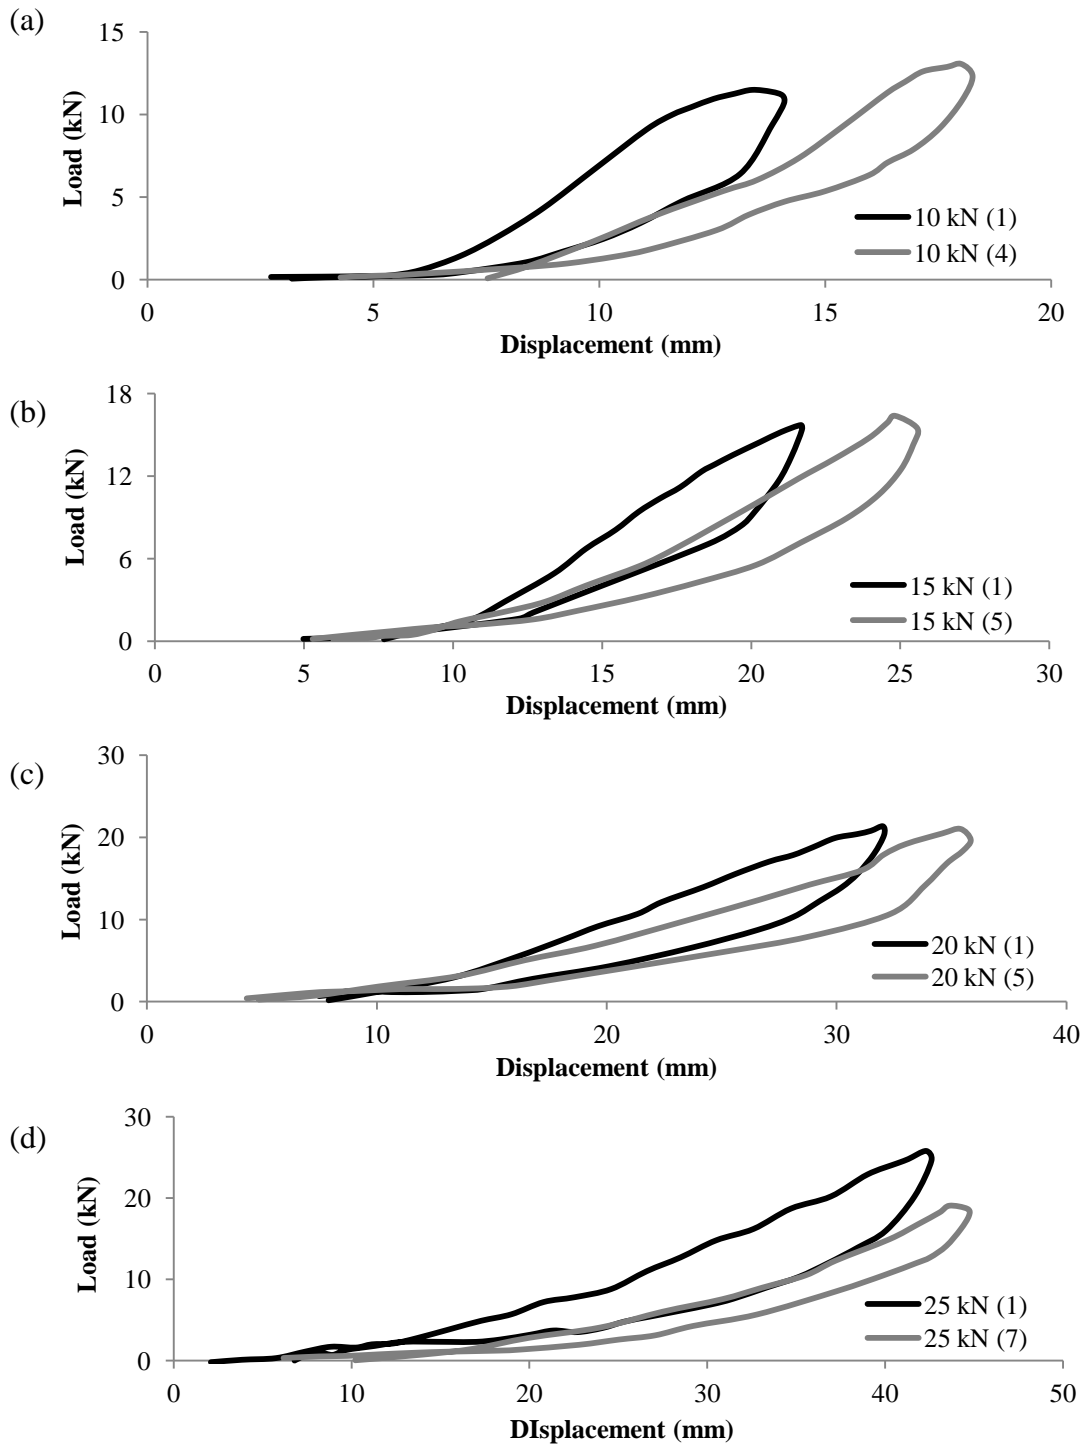 (a)
15
10
5
0
Load (kN)
10 kN (1)
10 kN (4)
0 5 10 15 20
Displacement (mm)
(b)
18
12
6
0
Load (kN)
15 kN (1)
15 kN (5)
0 5 10 15 20 25 30
Displacement (mm)
(c)
30
20
10
0
Load (kN)
20 kN (1)
20 kN (5)
0 10 20 30 40
Displacement (mm)
(d)
30
20
10
0
Load (kN)
25 kN (1)
25 kN (7)
0 10 20 30 40 50
DIsplacement (mm)